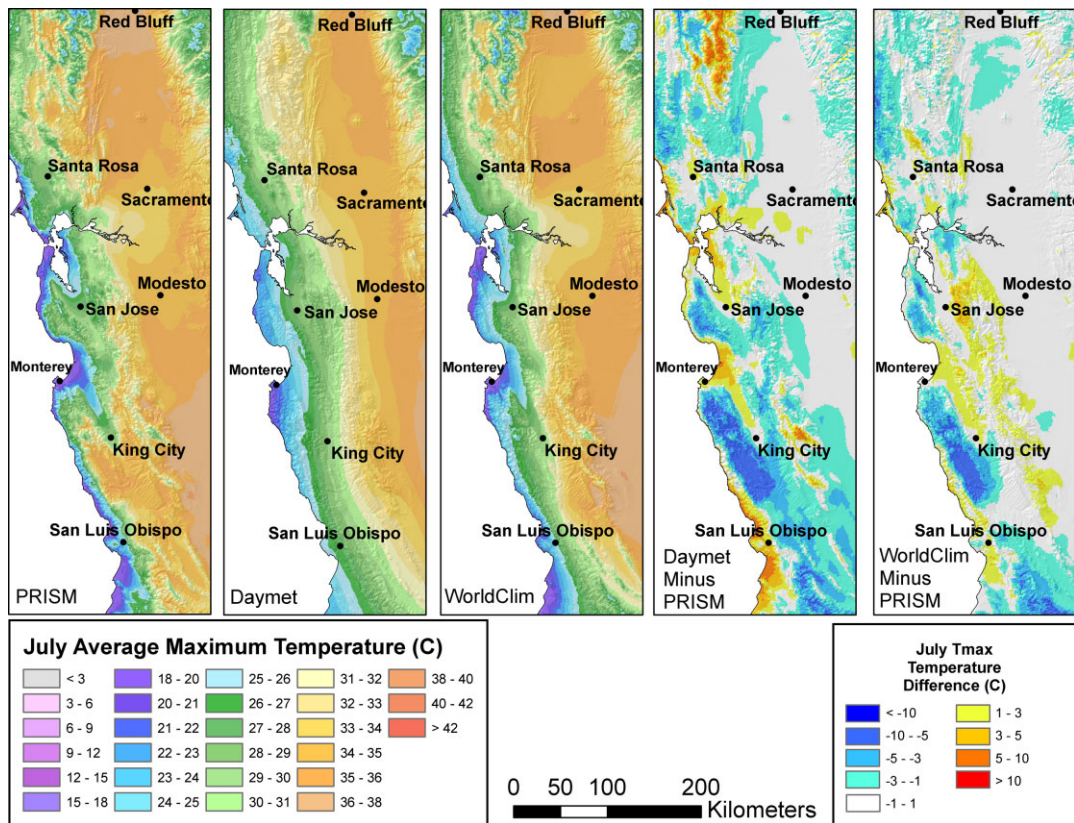 Red Bluff
Santa Rosa
Sacramento
Modesto
San Jose
Monterey
King City
San Luis Obispo
PRISM
Red Bluff
Santa Rosa
Sacramento
Modesto
San Jose
Monterey
King City
San Luis Obispo
Daymet
Red Bluff
Santa Rosa
Sacramento
Modesto
San Jose
Monterey
King City
San Luis Obispo
WorldClim
Red Bluff
Santa Rosa
Sacramento
Modesto
San Jose
Monterey
King City
San Luis Obispo
Daymet
Minus
PRISM
Red Bluff
Santa Rosa
Sacramento
Modesto
San Jose
Monterey
King City
San Luis Obispo
WorldClim
Minus
PRISM
July Average Maximum Temperature (C)
< 3
3 - 6
6 - 9
9 - 12
12 - 15
15 - 18
18 - 20
20 - 21
21 - 22
22 - 23
23 - 24
24 - 25
25 - 26
26 - 27
27 - 28
28 - 29
29 - 30
30 - 31
31 - 32
32 - 33
33 - 34
34 - 35
35 - 36
36 - 38
38 - 40
40 - 42
> 42
0 50 100 200
Kilometers
July Tmax
Temperature
Difference (C)
< -10
-10 - -5
-5 - -3
-3 - -1
-1 - 1
1 - 3
3 - 5
5 - 10
> 10